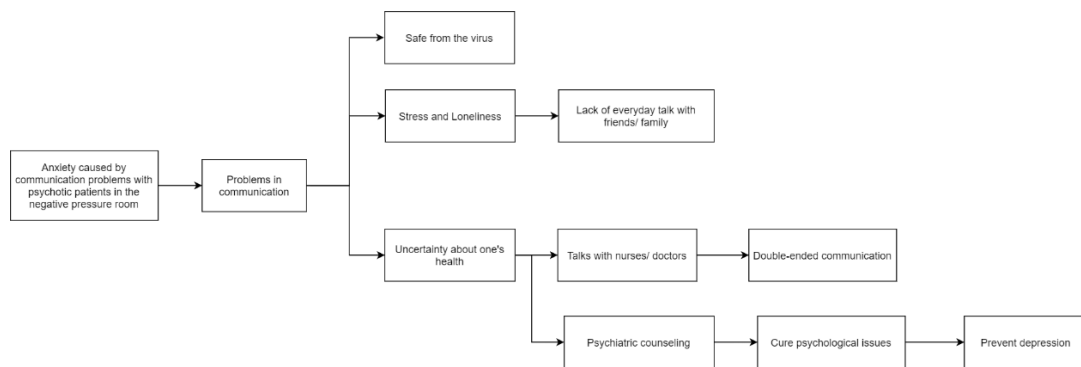 Safe from the virus
Stress and Loneliness
Lack of everyday talk with
friends/ family
Anxiety caused by
communication problems with
psychotic patients in the
negative pressure room
Problems in
communication
Uncertainty about one's
health
Talks with nurses/ doctors
Double-ended communication
Psychiatric counseling
Cure psychological issues
Prevent depression